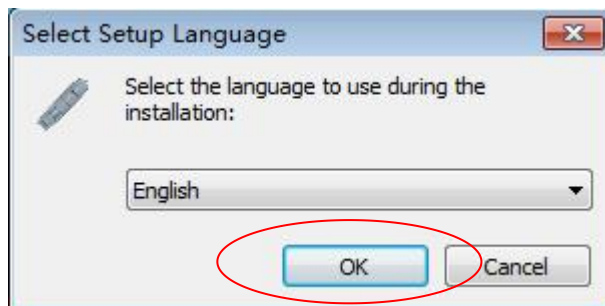 Select Setup Language
Select the language to use during the
installation:
English
OK
Cancel